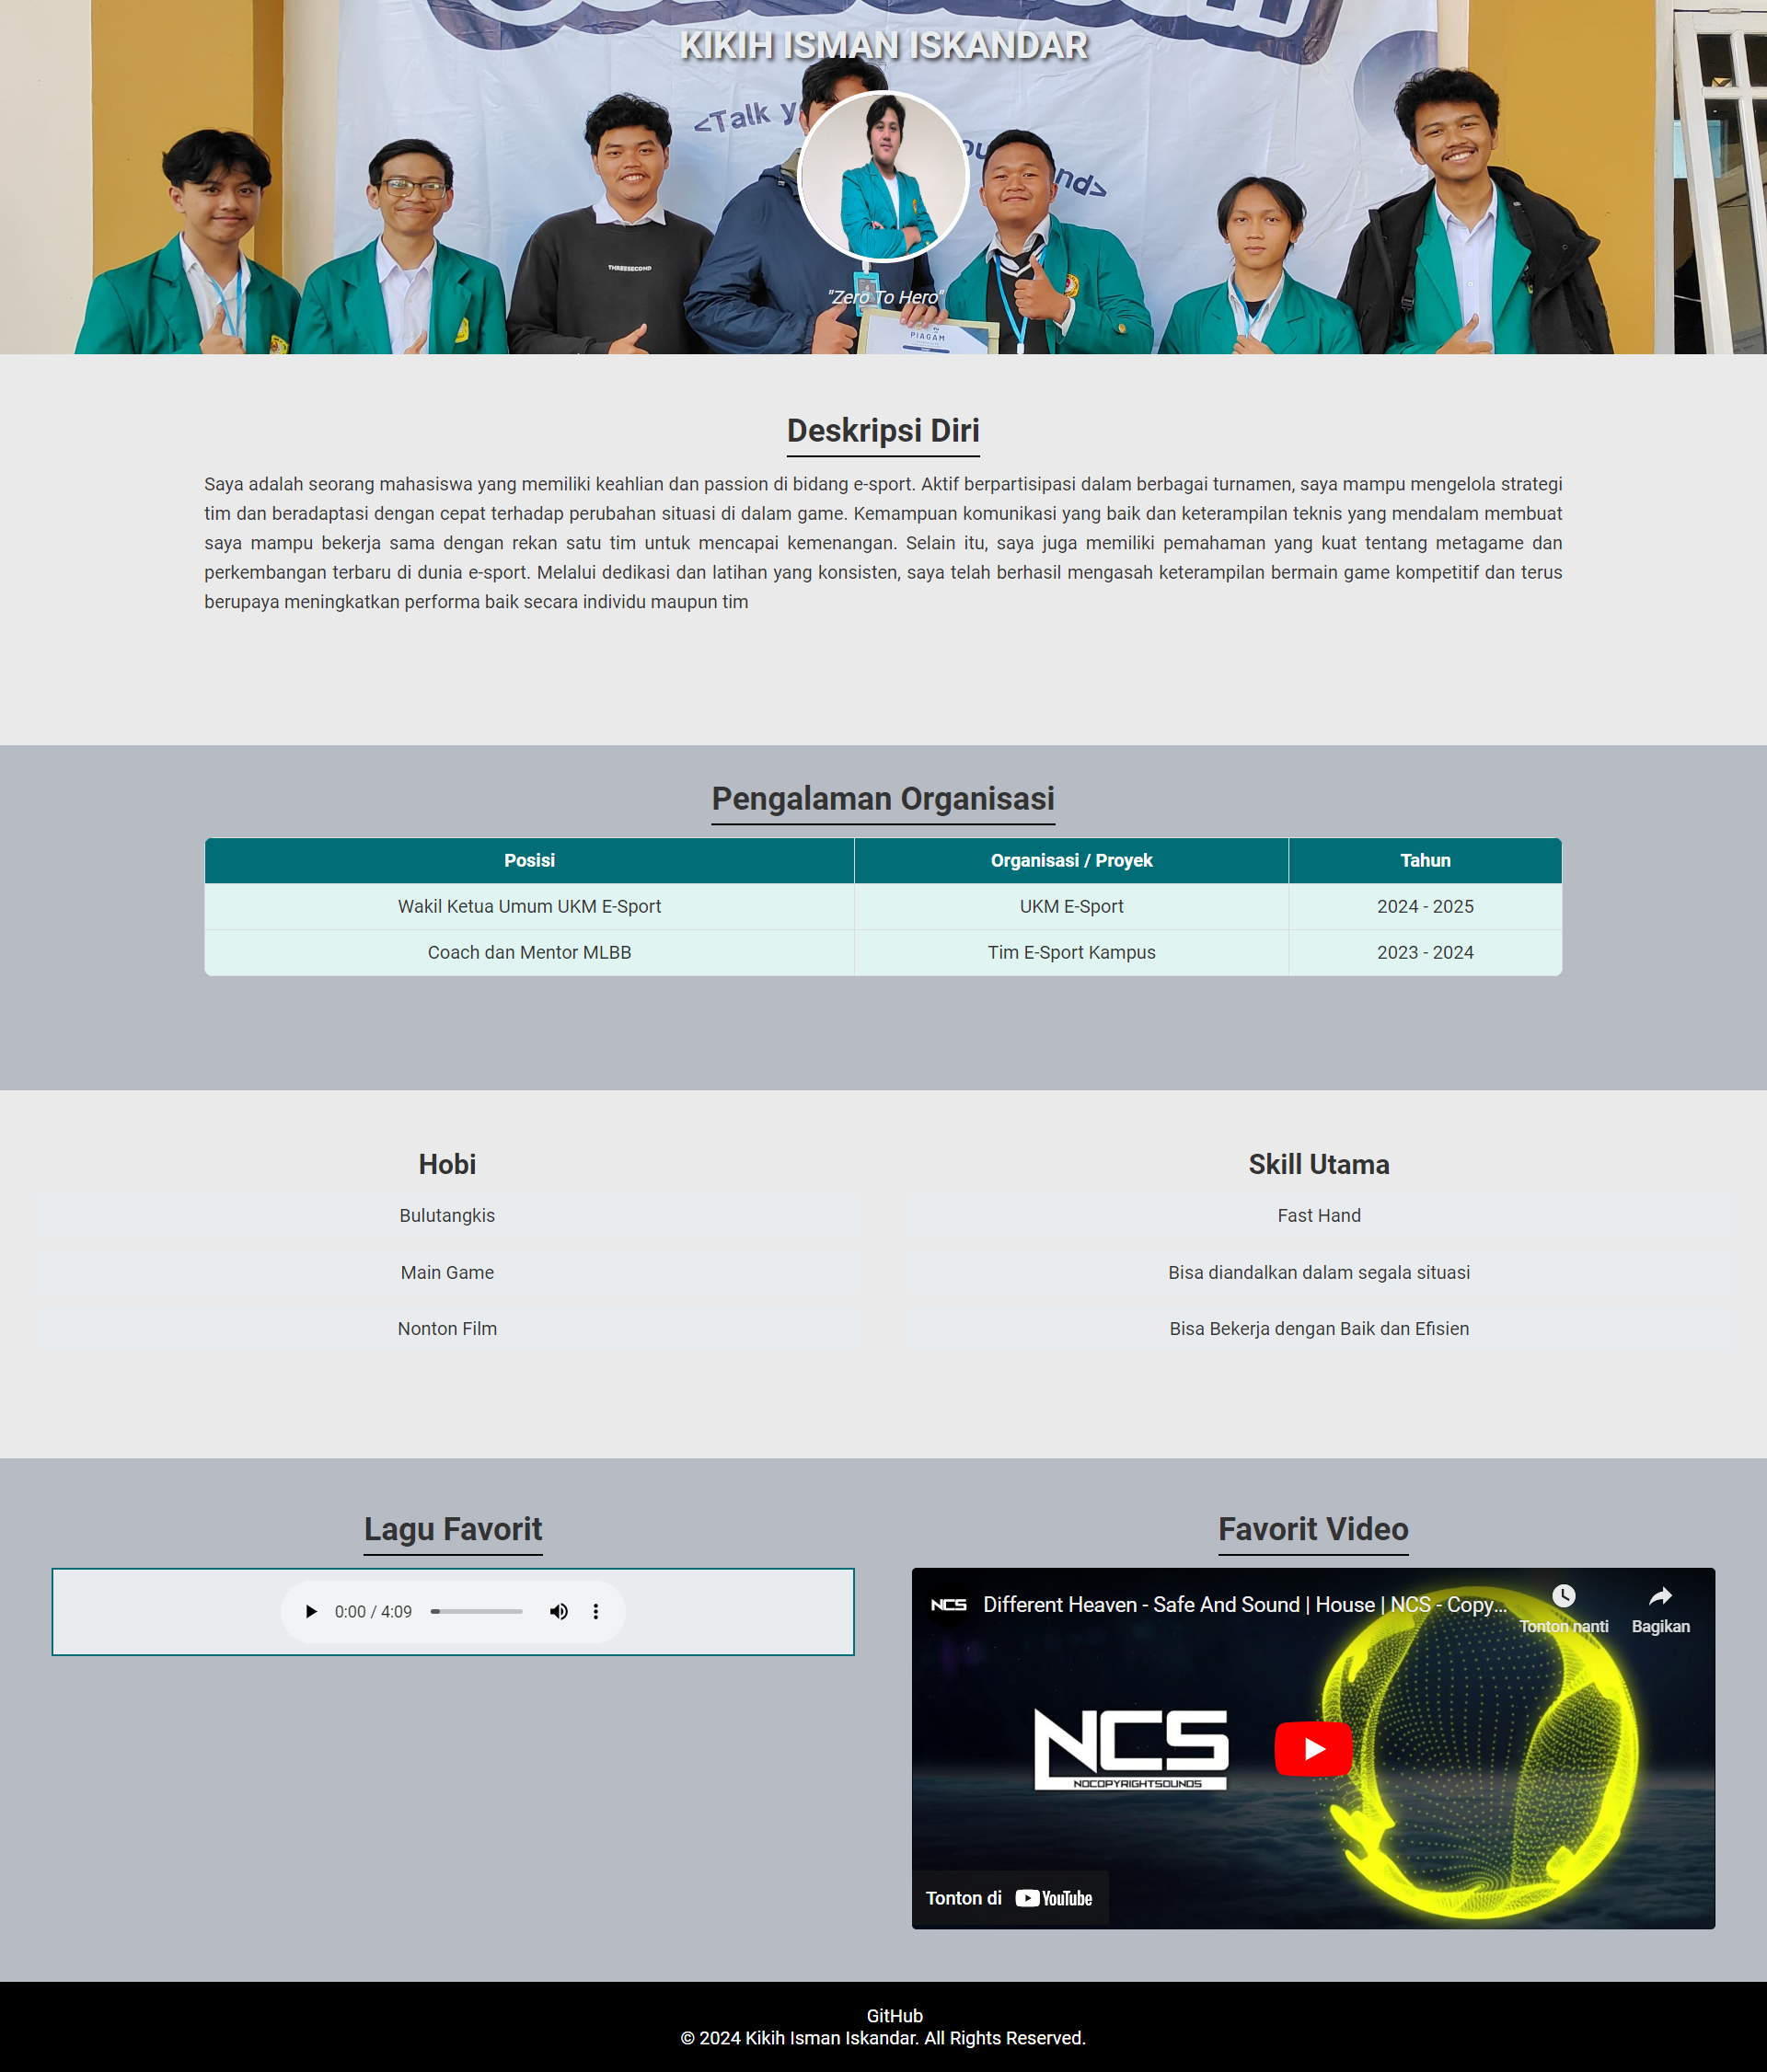 KIKIH ISMAN ISKANDAR
<Talk y
nd>
THREESECOND
"Zero To Hero"
PIAGAM
Deskripsi Diri
Saya adalah seorang mahasiswa yang memiliki keahlian dan passion di bidang e-sport. Aktif berpartisipasi dalam berbagai turnamen, saya mampu mengelola strategi
tim dan beradaptasi dengan cepat terhadap perubahan situasi di dalam game. Kemampuan komunikasi yang baik dan keterampilan teknis yang mendalam membuat
saya mampu bekerja sama dengan rekan satu tim untuk mencapai kemenangan. Selain itu, saya juga memiliki pemahaman yang kuat tentang metagame dan
perkembangan terbaru di dunia e-sport. Melalui dedikasi dan latihan yang konsisten, saya telah berhasil mengasah keterampilan bermain game kompetitif dan terus
berupaya meningkatkan performa baik secara individu maupun tim
Pengalaman Organisasi
Posisi Organisasi / Proyek Tahun
Wakil Ketua Umum UKM E-Sport UKM E-Sport 2024 - 2025
Coach dan Mentor MLBB Tim E-Sport Kampus 2023 - 2024
Hobi
Bulutangkis
Main Game
Nonton Film
Skill Utama
Fast Hand
Bisa diandalkan dalam segala situasi
Bisa Bekerja dengan Baik dan Efisien
Lagu Favorit
0:00 / 4:09
Favorit Video
NCS Different Heaven - Safe And Sound | House | NCS - Copy...
Tonton nanti Bagikan
NCS
NOCOPYRIGHTSOUNDS
Tonton di YouTube
GitHub
© 2024 Kikih Isman Iskandar. All Rights Reserved.